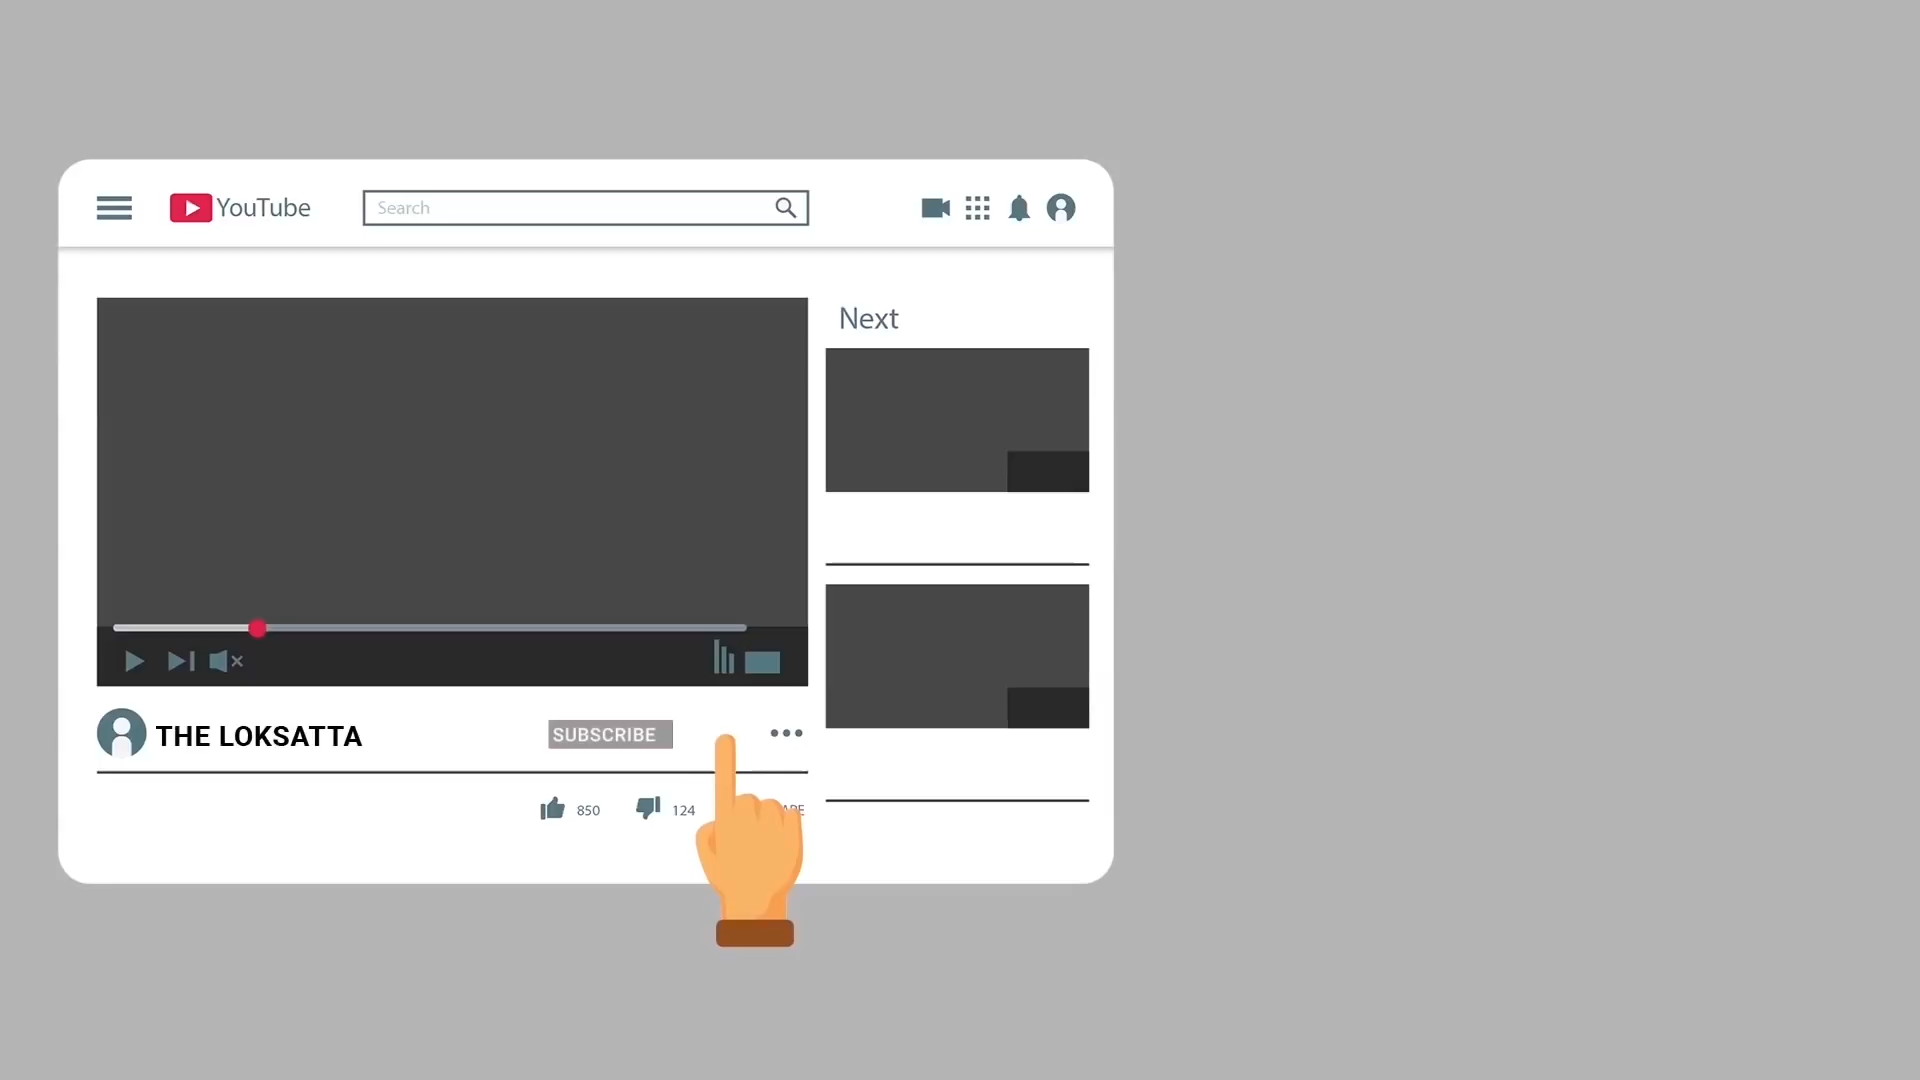 YouTube
Search
Next
THE LOKSATTA
SUBSCRIBE
850
124